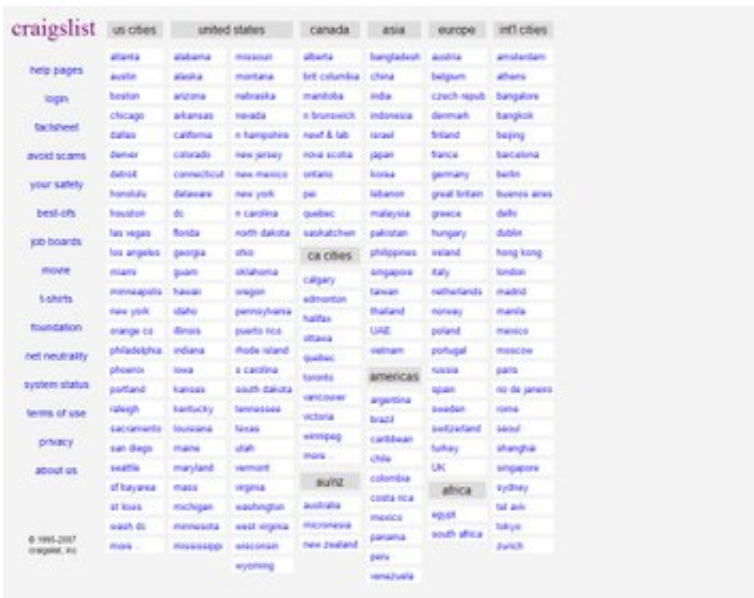 craigslist
help pages
login
factsheet
avoid scams
your safety
best-ofs
job boards
movie
t-shirts
foundation
net neutrality
system status
terms of use
privacy
about us
© 1995-2007
craigslist, inc
us cities
atlanta
austin
boston
chicago
dallas
denver
detroit
honolulu
houston
las vegas
los angeles
miami
minneapolis
new york
orange co
philadelphia
phoenix
portland
raleigh
sacramento
san diego
seattle
sf bayarea
st louis
wash dc
more ...
united states
alabama
alaska
arizona
arkansas
california
colorado
connecticut
delaware
dc
florida
georgia
guam
hawaii
idaho
illinois
indiana
iowa
kansas
kentucky
louisiana
maine
maryland
mass
michigan
minnesota
mississippi
missouri
montana
nebraska
nevada
n hampshire
new jersey
new mexico
new york
n carolina
north dakota
ohio
oklahoma
oregon
pennsylvania
puerto rico
rhode island
s carolina
south dakota
tennessee
texas
utah
vermont
virginia
washington
west virginia
wisconsin
wyoming
canada
alberta
brit columbia
manitoba
n brunswick
newf & lab
nova scotia
ontario
pei
quebec
saskatchen
ca cities
calgary
edmonton
halifax
ottawa
quebec
toronto
vancouver
victoria
winnipeg
more
au/nz
australia
micronesia
new zealand
asia
bangladesh
china
india
indonesia
israel
japan
korea
lebanon
malaysia
pakistan
philippines
singapore
taiwan
thailand
UAE
vietnam
americas
argentina
brazil
caribbean
chile
colombia
costa rica
mexico
panama
peru
venezuela
europe
austria
belgium
czech repub
denmark
finland
france
germany
great britain
greece
hungary
ireland
italy
netherlands
norway
poland
portugal
russia
spain
sweden
switzerland
turkey
UK
africa
egypt
south africa
int'l cities
amsterdam
athens
bangalore
bangkok
beijing
barcelona
berlin
buenos aires
delhi
dublin
hong kong
london
madrid
manila
mexico
moscow
paris
rio de janeiro
rome
seoul
shanghai
singapore
sydney
tel aviv
tokyo
zurich